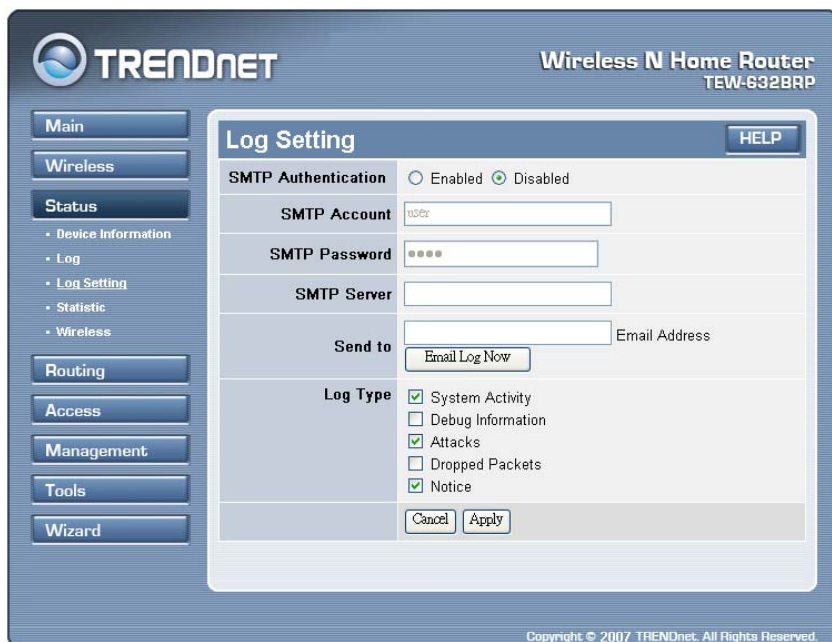 TRENDnet
Wireless N Home Router
TEW-632BRP
Main
Wireless
Status
• Device Information
• Log
• Log Setting
• Statistic
• Wireless
Routing
Access
Management
Tools
Wizard
Log Setting
HELP
SMTP Authentication Enabled Disabled
SMTP Account user
SMTP Password ●●●●
SMTP Server
Send to Email Address
Email Log Now
Log Type System Activity
Debug Information
Attacks
Dropped Packets
Notice
Cancel Apply
Copyright © 2007 TRENDnet. All Rights Reserved.